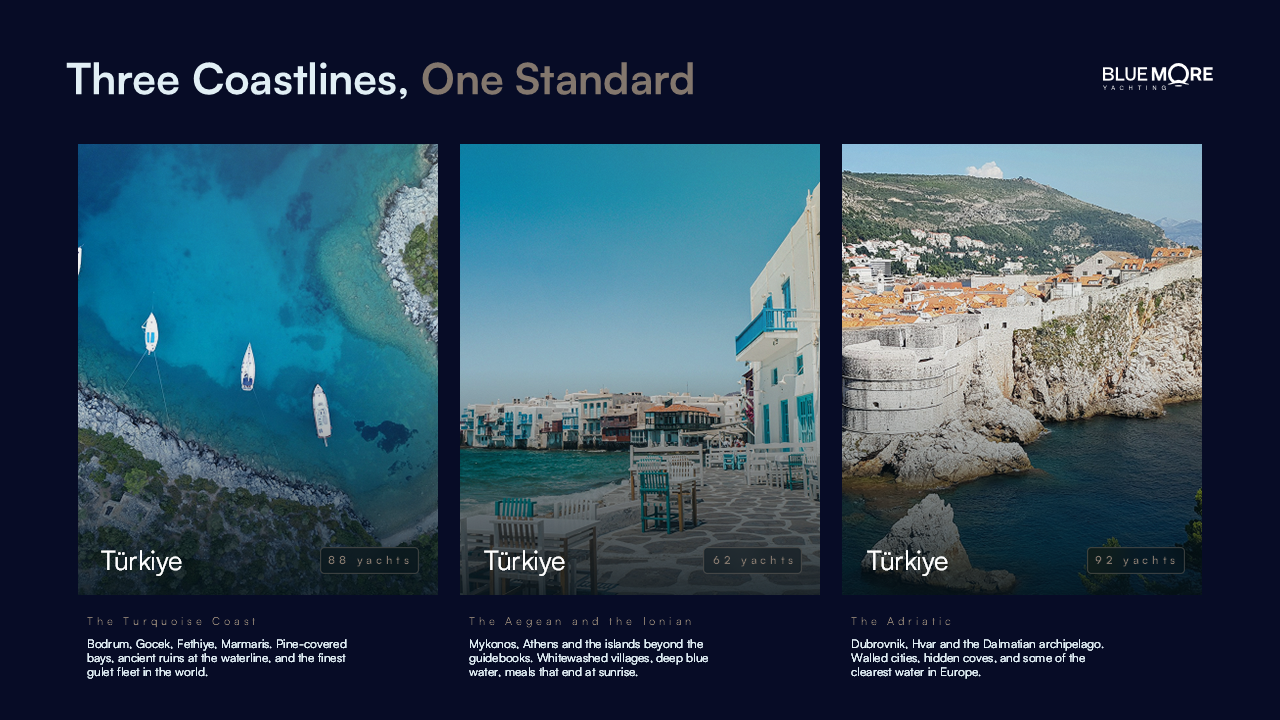 Three Coastlines, One Standard
BLUE MORE
YACHTING
Türkiye
88 yachts
Türkiye
62 yachts
Türkiye
92 yachts
The Turquoise Coast
Bodrum, Gocek, Fethiye, Marmaris. Pine-covered
bays, ancient ruins at the waterline, and the finest
gulet fleet in the world.
The Aegean and the Ionian
Mykonos, Athens and the islands beyond the
guidebooks. Whitewashed villages, deep blue
water, meals that end at sunrise.
The Adriatic
Dubrovnik, Hvar and the Dalmatian archipelago.
Walled cities, hidden coves, and some of the
clearest water in Europe.